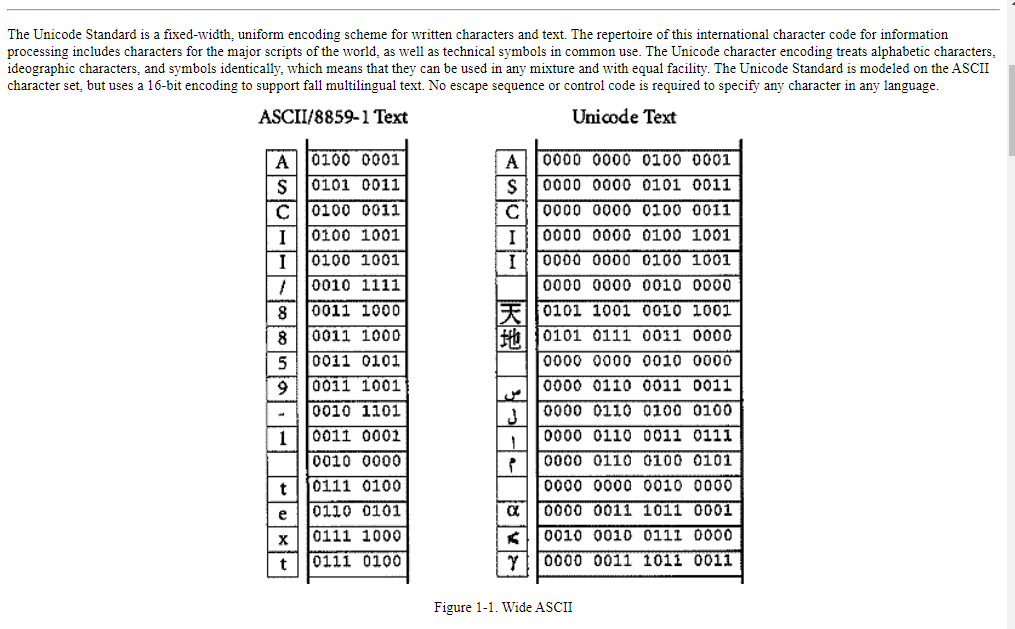 The Unicode Standard is a fixed-width, uniform encoding scheme for written characters and text. The repertoire of this international character code for information
processing includes characters for the major scripts of the world, as well as technical symbols in common use. The Unicode character encoding treats alphabetic characters,
ideographic characters, and symbols identically, which means that they can be used in any mixture and with equal facility. The Unicode Standard is modeled on the ASCII
character set, but uses a 16-bit encoding to support fall multilingual text. No escape sequence or control code is required to specify any character in any language.
ASCII/8859-1 Text
A 0100 0001
S 0101 0011
C 0100 0011
I 0100 1001
I 0100 1001
/ 0010 1111
8 0011 1000
8 0011 1000
5 0011 0101
9 0011 1001
- 0010 1101
1 0011 0001
0010 0000
t 0111 0100
e 0110 0101
x 0111 1000
t 0111 0100
Unicode Text
A 0000 0000 0100 0001
S 0000 0000 0101 0011
C 0000 0000 0100 0011
I 0000 0000 0100 1001
I 0000 0000 0100 1001
0000 0000 0010 0000
天 0101 1001 0010 1001
地 0101 0111 0011 0000
0000 0000 0010 0000
س 0000 0110 0011 0011
ل 0000 0110 0100 0100
ا 0000 0110 0011 0111
م 0000 0110 0100 0101
0000 0000 0010 0000
α 0000 0011 1011 0001
≰ 0010 0010 0111 0000
γ 0000 0011 1011 0011
Figure 1-1. Wide ASCII